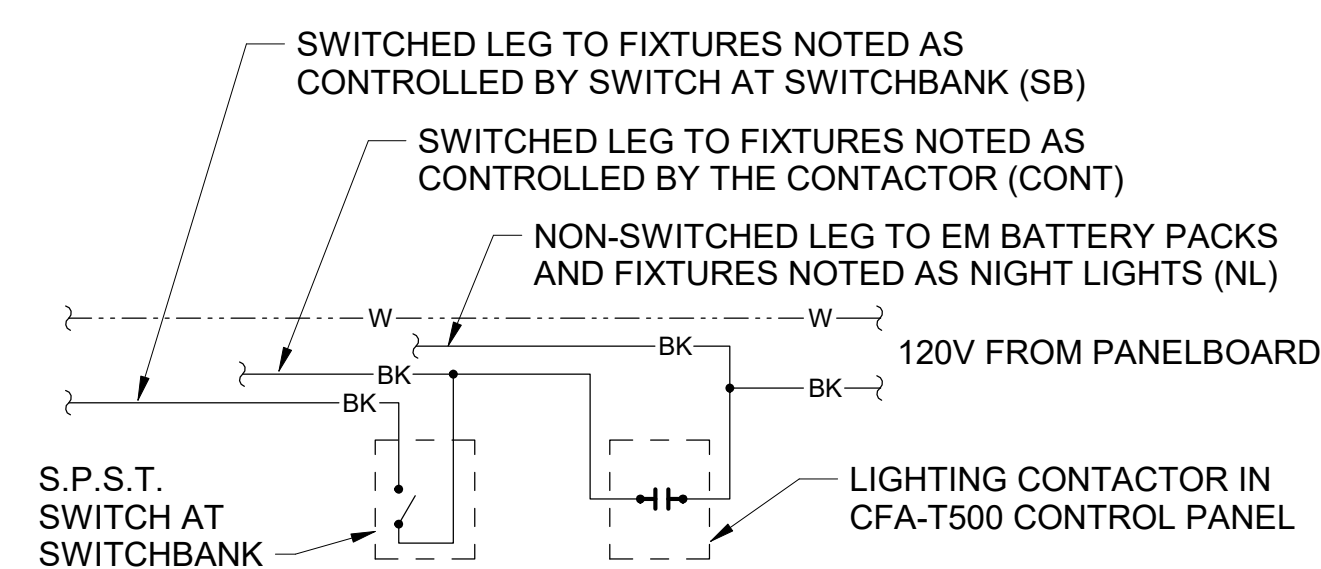 SWITCHED LEG TO FIXTURES NOTED AS
CONTROLLED BY SWITCH AT SWITCHBANK (SB)
SWITCHED LEG TO FIXTURES NOTED AS
CONTROLLED BY THE CONTACTOR (CONT)
NON-SWITCHED LEG TO EM BATTERY PACKS
AND FIXTURES NOTED AS NIGHT LIGHTS (NL)
W
W
BK
120V FROM PANELBOARD
BK
BK
BK
S.P.S.T.
SWITCH AT
SWITCHBANK
LIGHTING CONTACTOR IN
CFA-T500 CONTROL PANEL